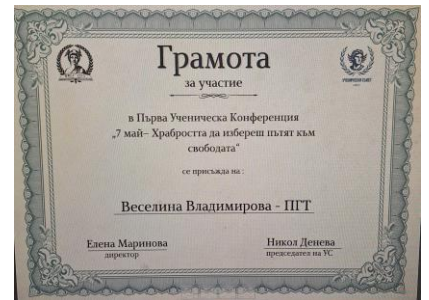 Грамота
за участие
в Първа Ученическа Конференция
„7 май– Храбростта да избереш пътят към
свободата“
се присъжда на :
Веселина Владимирова - ПГТ
Елена Маринова
директор
Никол Денева
председател на УС